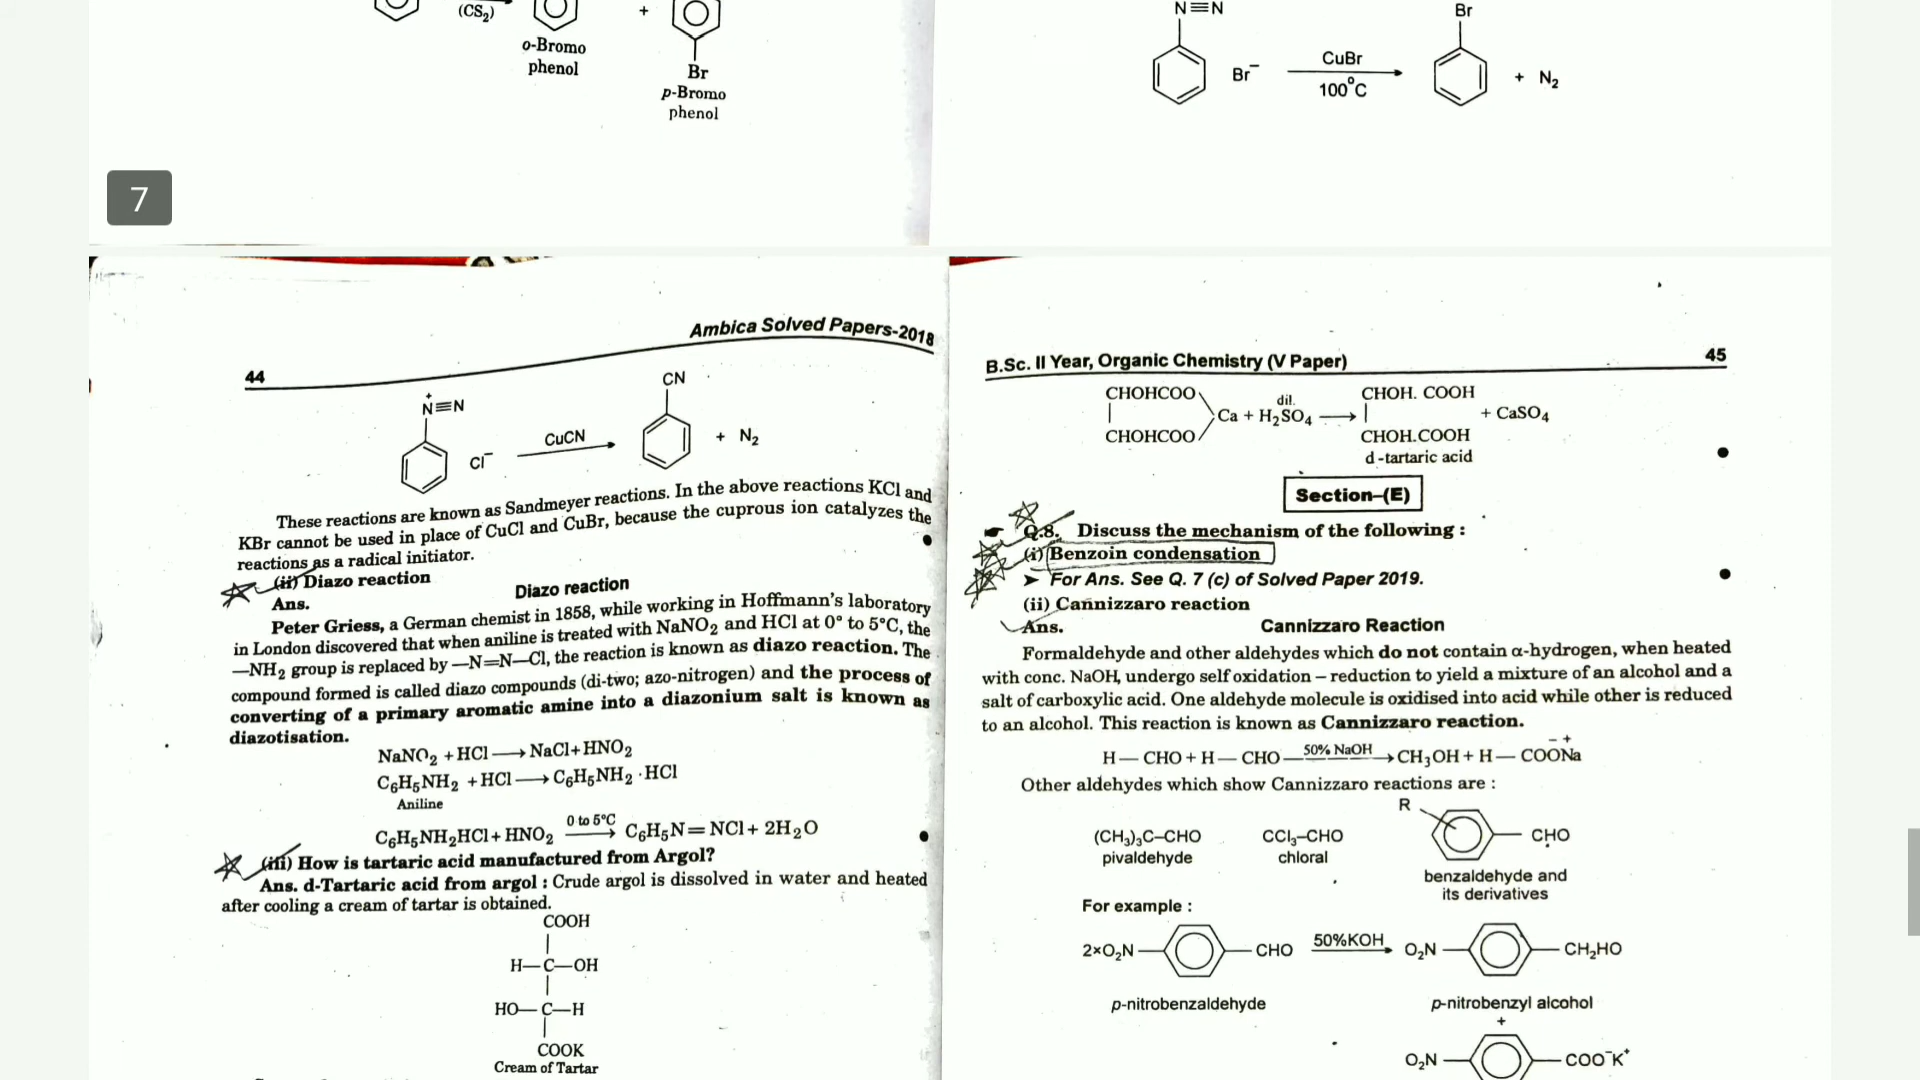 (CS₂)
+
o-Bromo
phenol
Br
p-Bromo
phenol
N≡N
Br⁻
CuBr
100°C
Br
+ N₂
7
Ambica Solved Papers-2018
44
N⁺≡N
Cl⁻
CuCN
CN
+ N₂
These reactions are known as Sandmeyer reactions. In the above reactions KCl and
KBr cannot be used in place of CuCl and CuBr, because the cuprous ion catalyzes the
reactions as a radical initiator.
(ii) Diazo reaction
Ans.
Diazo reaction
Peter Griess, a German chemist in 1858, while working in Hoffmann's laboratory
in London discovered that when aniline is treated with NaNO₂ and HCl at 0° to 5°C, the
—NH₂ group is replaced by —N=N—Cl, the reaction is known as diazo reaction. The
compound formed is called diazo compounds (di-two; azo-nitrogen) and the process of
converting of a primary aromatic amine into a diazonium salt is known as
diazotisation.
NaNO₂ + HCl ⟶ NaCl + HNO₂
C₆H₅NH₂ + HCl ⟶ C₆H₅NH₂ · HCl
Aniline
C₆H₅NH₂HCl + HNO₂ 0 to 5°C ⟶ C₆H₅N=NCl + 2H₂O
(iii) How is tartaric acid manufactured from Argol?
Ans. d-Tartaric acid from argol : Crude argol is dissolved in water and heated
after cooling a cream of tartar is obtained.
COOH
H—C—OH
HO—C—H
COOK
Cream of Tartar
B.Sc. II Year, Organic Chemistry (V Paper)
45
CHOHCOO
CHOHCOO
Ca + H₂SO₄ dil. ⟶
CHOH. COOH
CHOH.COOH
+ CaSO₄
d-tartaric acid
Section–(E)
Q.8. Discuss the mechanism of the following :
(i) Benzoin condensation
➤ For Ans. See Q. 7 (c) of Solved Paper 2019.
(ii) Cannizzaro reaction
Ans.
Cannizzaro Reaction
Formaldehyde and other aldehydes which do not contain α-hydrogen, when heated
with conc. NaOH, undergo self oxidation – reduction to yield a mixture of an alcohol and a
salt of carboxylic acid. One aldehyde molecule is oxidised into acid while other is reduced
to an alcohol. This reaction is known as Cannizzaro reaction.
H—CHO + H—CHO 50% NaOH ⟶ CH₃OH + H—COO⁻Na⁺
Other aldehydes which show Cannizzaro reactions are :
(CH₃)₃C–CHO
pivaldehyde
CCl₃–CHO
chloral
R
CHO
benzaldehyde and
its derivatives
For example :
2×O₂N
CHO
50%KOH
O₂N
CH₂HO
p-nitrobenzaldehyde
p-nitrobenzyl alcohol
+
O₂N
COO⁻K⁺